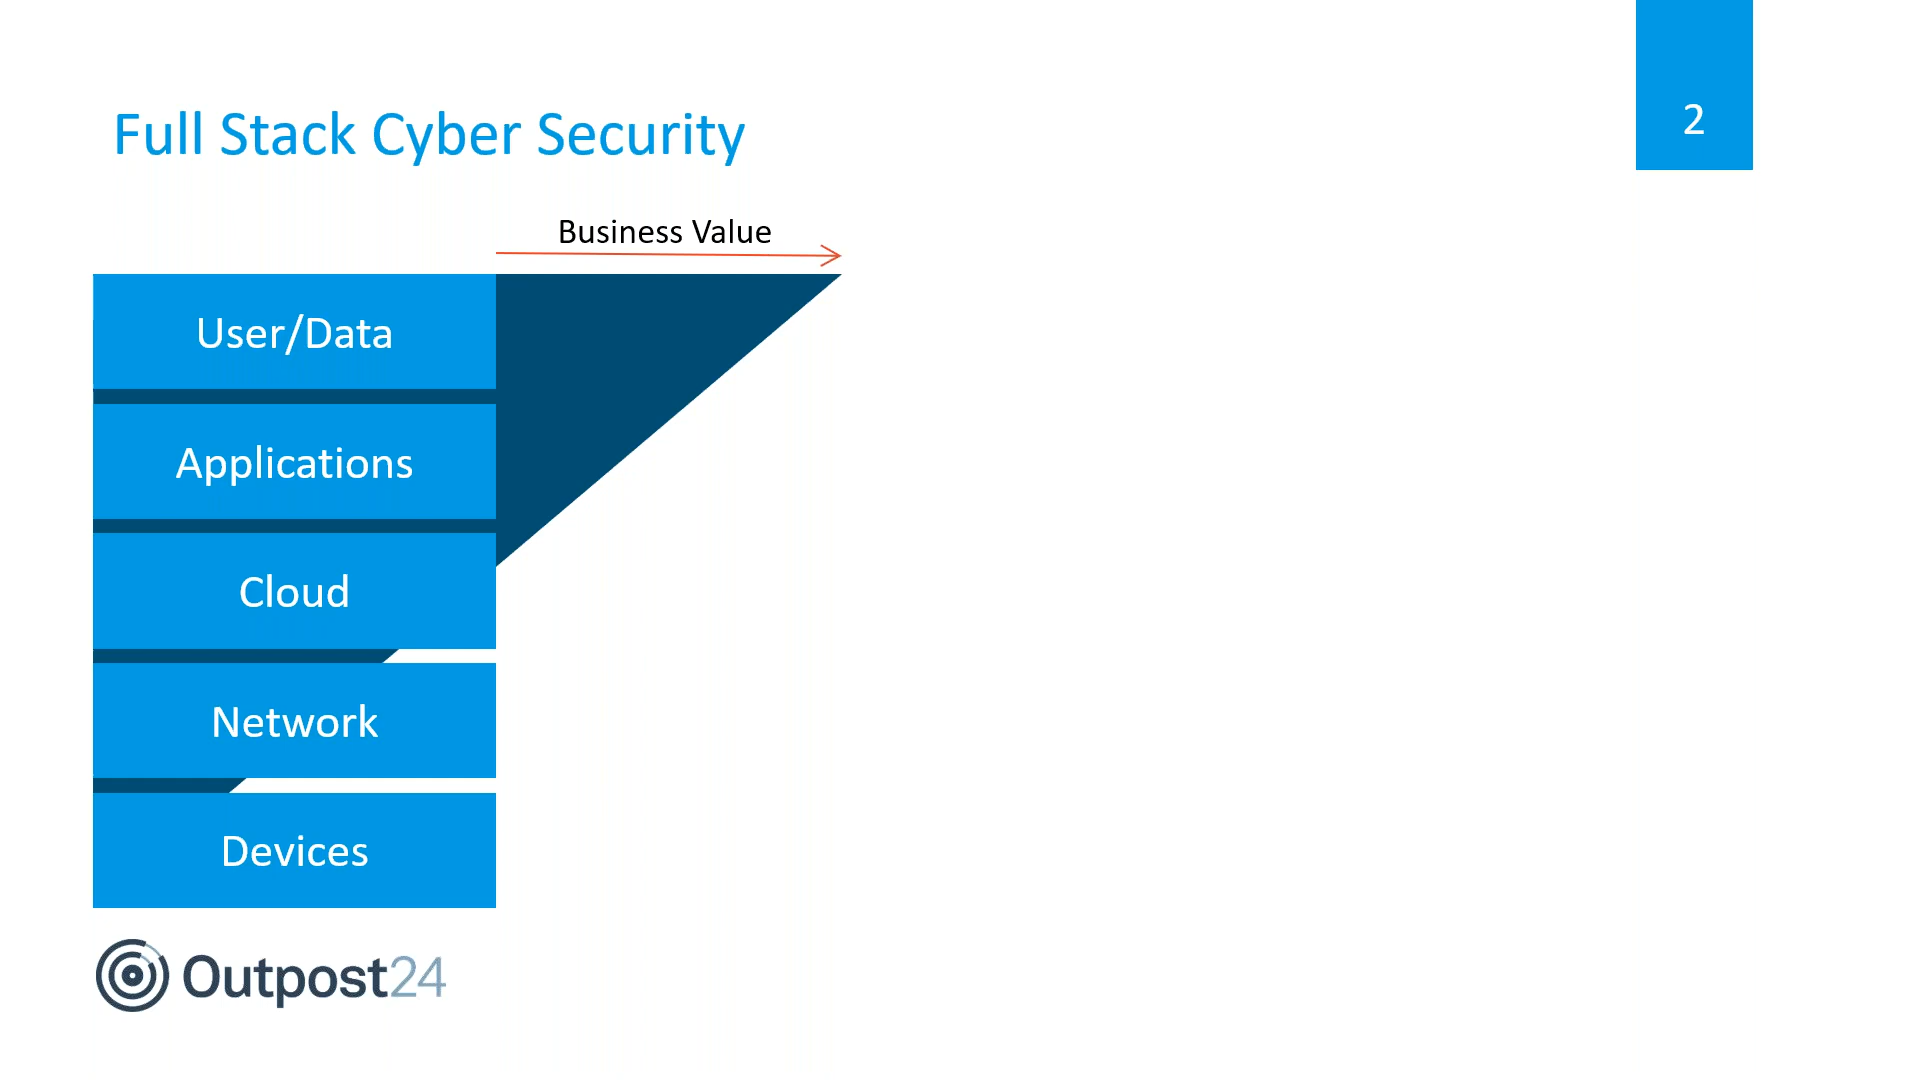 Full Stack Cyber Security
2
Business Value
User/Data
Applications
Cloud
Network
Devices
Outpost24